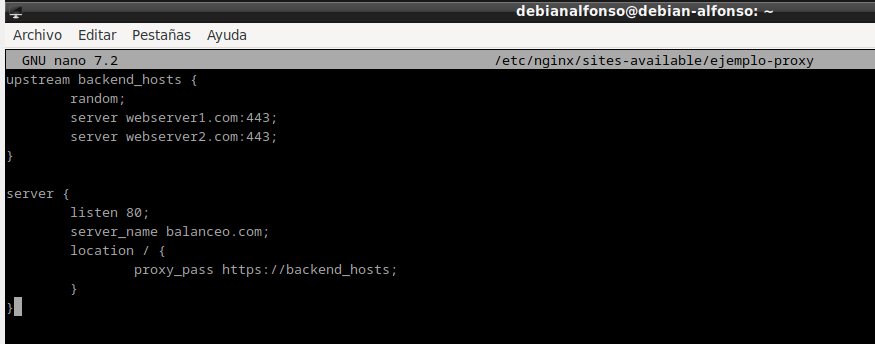 debianalfonso@debian-alfonso: ~
Archivo Editar Pestañas Ayuda
GNU nano 7.2 /etc/nginx/sites-available/ejemplo-proxy
upstream backend_hosts {
        random;
        server webserver1.com:443;
        server webserver2.com:443;
}

server {
        listen 80;
        server_name balanceo.com;
        location / {
                proxy_pass https://backend_hosts;
        }
}